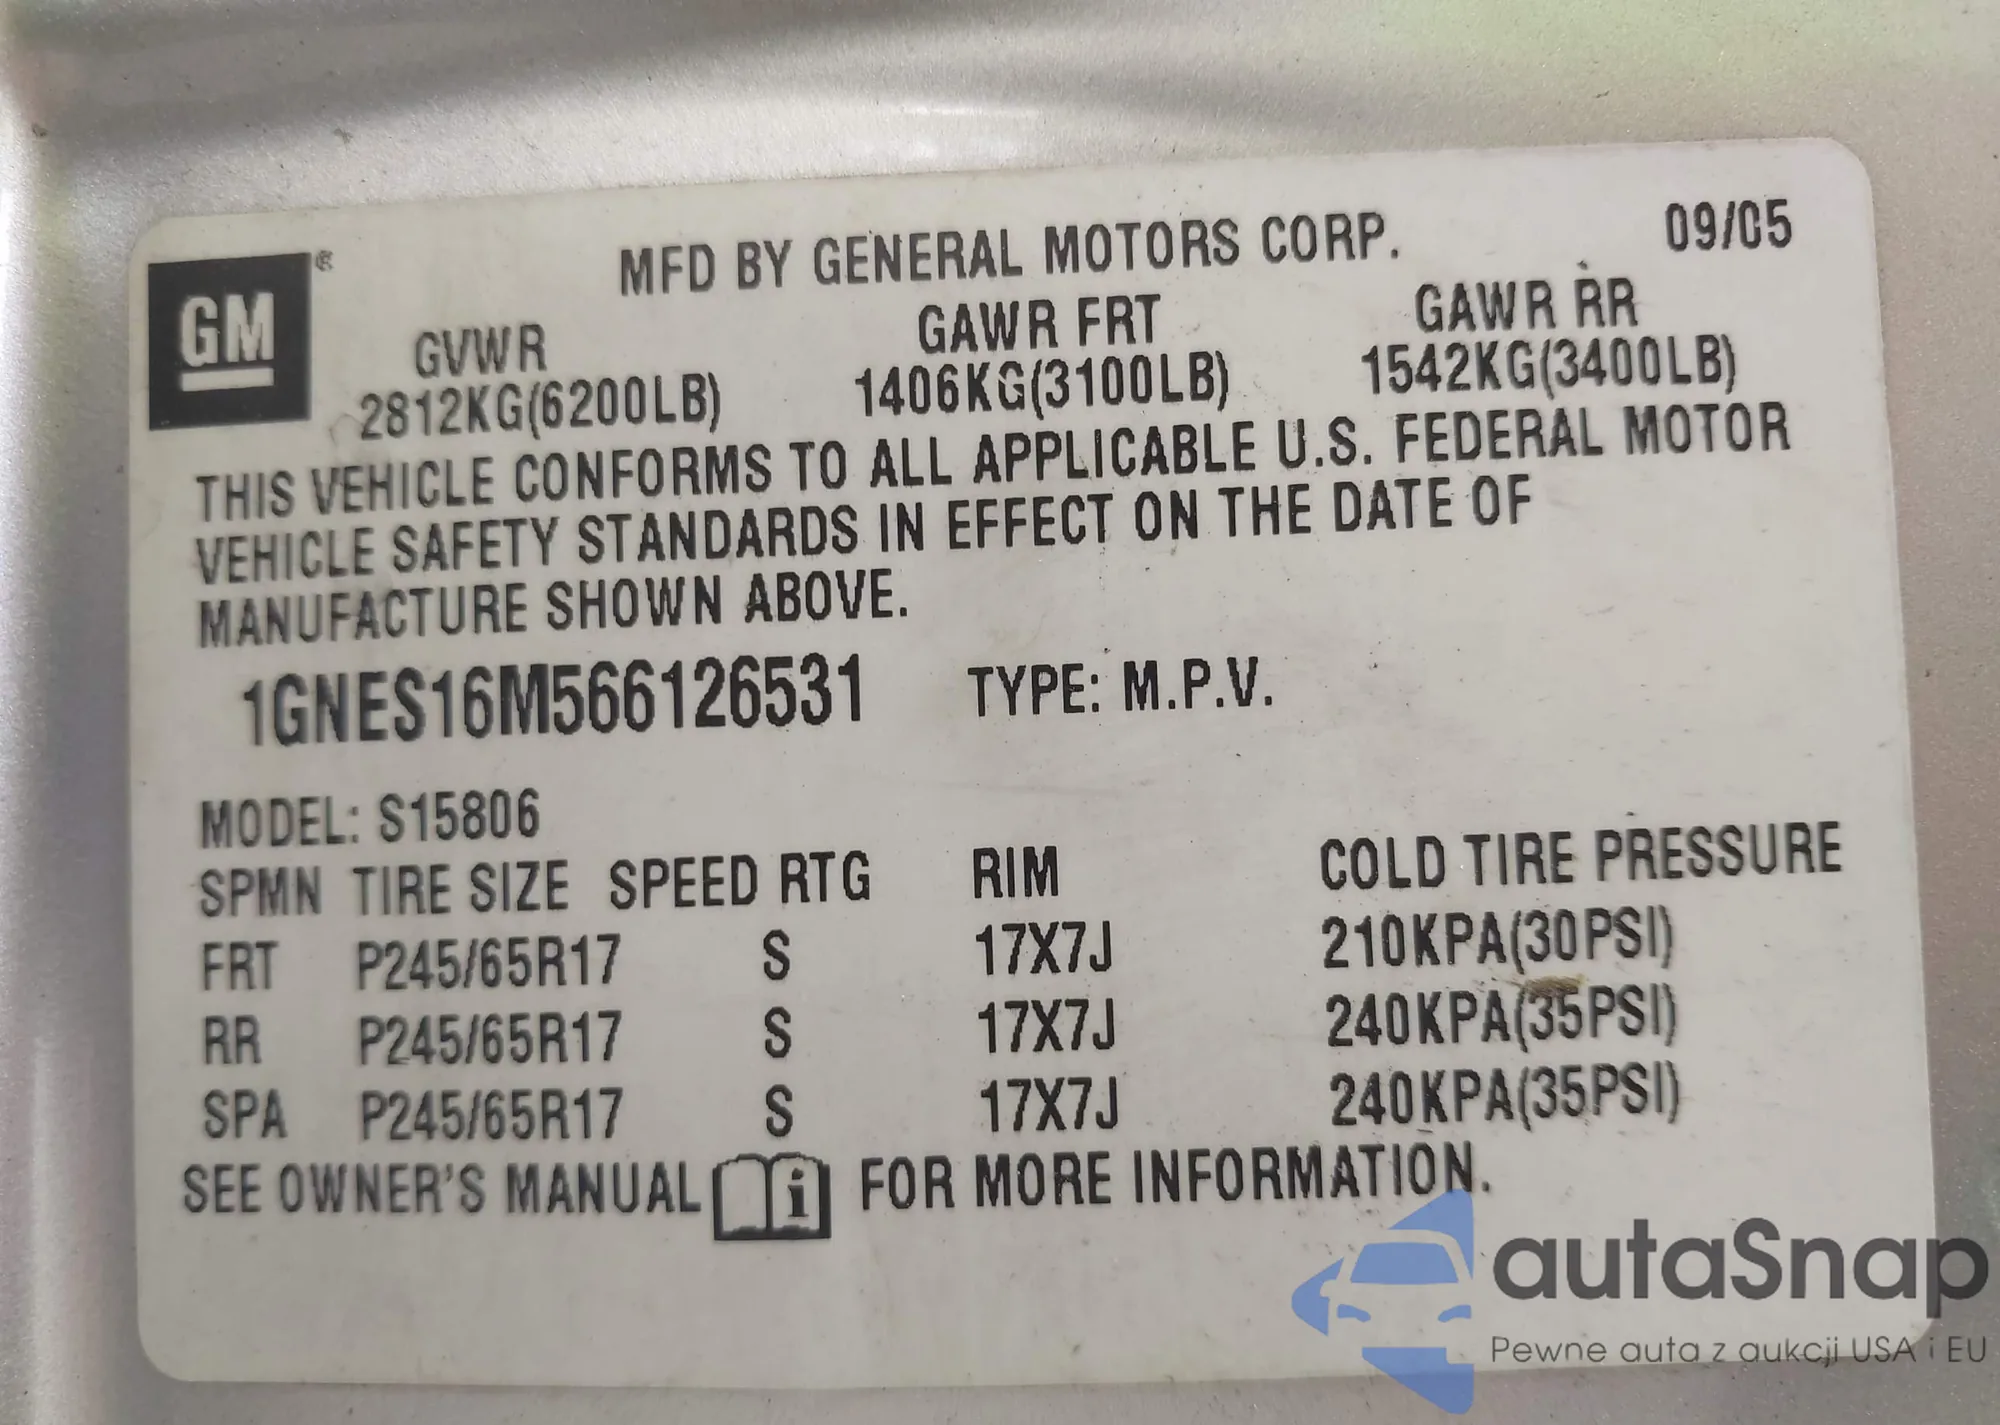 GM ®
MFD BY GENERAL MOTORS CORP. 09/05
GVWR GAWR FRT GAWR RR
2812KG(6200LB) 1406KG(3100LB) 1542KG(3400LB)
THIS VEHICLE CONFORMS TO ALL APPLICABLE U.S. FEDERAL MOTOR
VEHICLE SAFETY STANDARDS IN EFFECT ON THE DATE OF
MANUFACTURE SHOWN ABOVE.
1GNES16M566126531 TYPE: M.P.V.
MODEL: S15806
SPMN TIRE SIZE SPEED RTG RIM COLD TIRE PRESSURE
FRT P245/65R17 S 17X7J 210KPA(30PSI)
RR P245/65R17 S 17X7J 240KPA(35PSI)
SPA P245/65R17 S 17X7J 240KPA(35PSI)
SEE OWNER'S MANUAL i FOR MORE INFORMATION.
autaSnap
Pewne auta z aukcji USA i EU